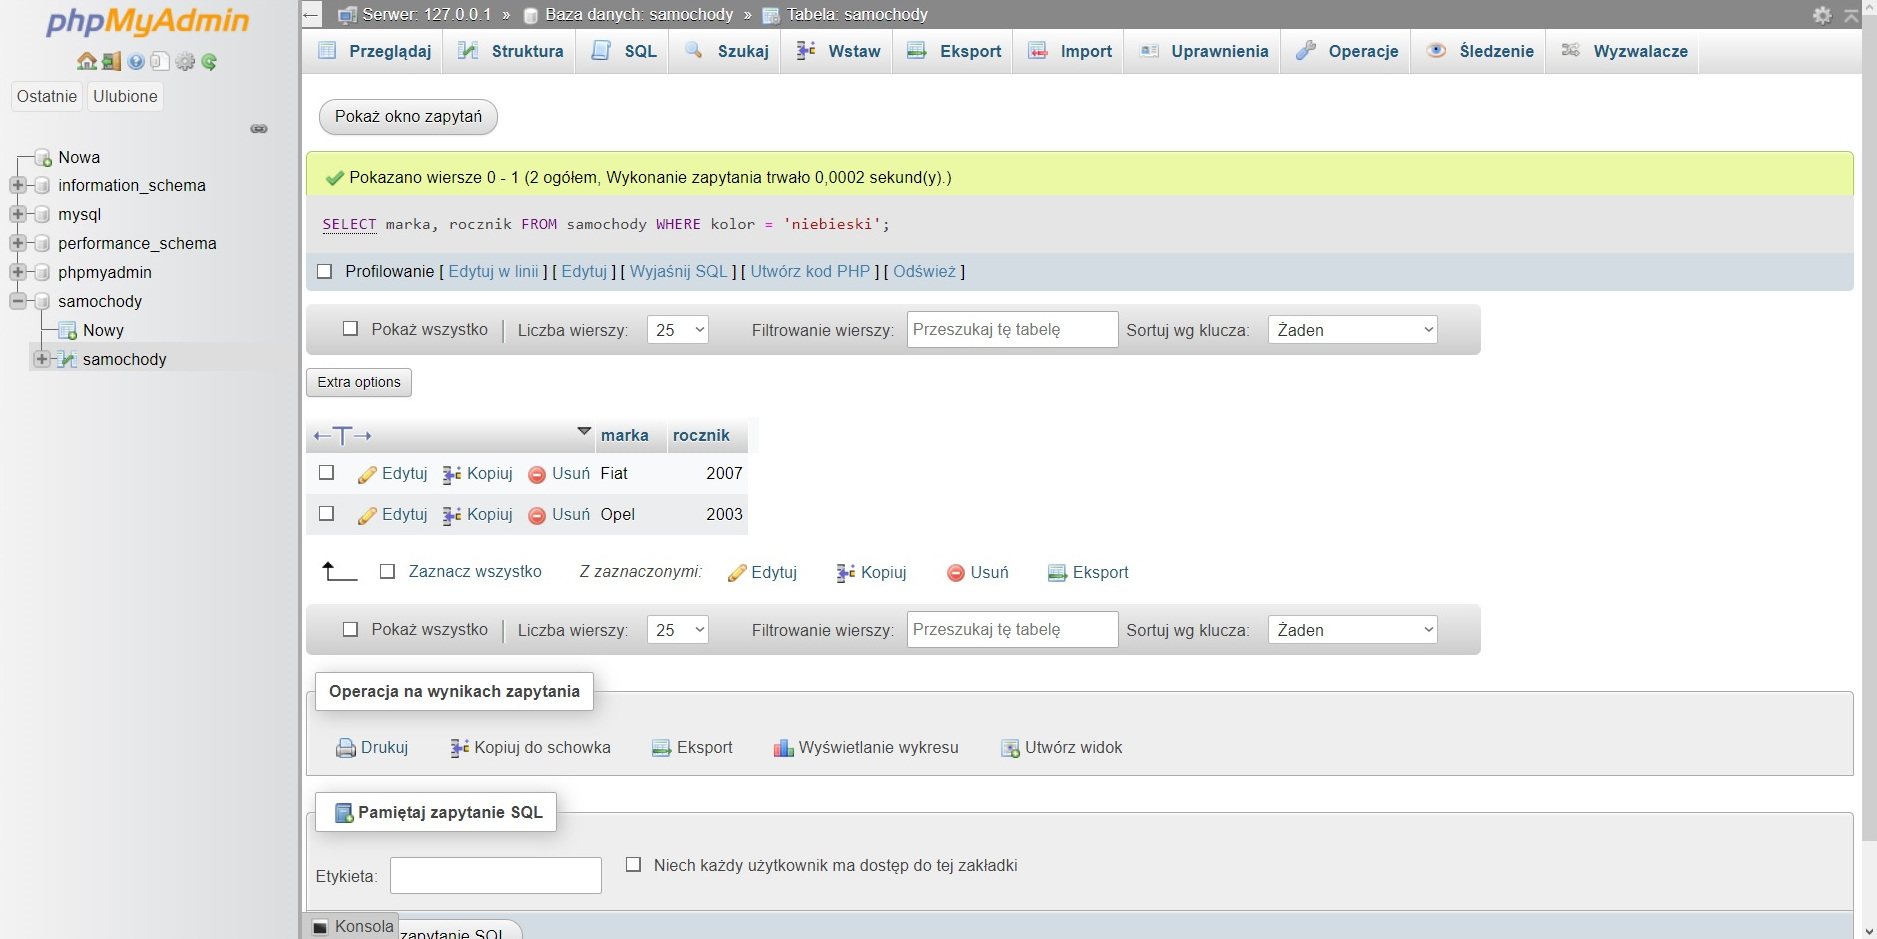 phpMyAdmin
Ostatnie Ulubione
Nowa
information_schema
mysql
performance_schema
phpmyadmin
samochody
Nowy
samochody
Serwer: 127.0.0.1 » Baza danych: samochody » Tabela: samochody
Przeglądaj Struktura SQL Szukaj Wstaw Eksport Import Uprawnienia Operacje Śledzenie Wyzwalacze
Pokaż okno zapytań
Pokazano wiersze 0 - 1 (2 ogółem, Wykonanie zapytania trwało 0,0002 sekund(y).)
SELECT marka, rocznik FROM samochody WHERE kolor = 'niebieski';
Profilowanie [ Edytuj w linii ] [ Edytuj ] [ Wyjaśnij SQL ] [ Utwórz kod PHP ] [ Odśwież ]
Pokaż wszystko | Liczba wierszy: 25 Filtrowanie wierszy: Przeszukaj tę tabelę Sortuj wg klucza: Żaden
Extra options
←T→ marka rocznik
Edytuj Kopiuj Usuń Fiat 2007
Edytuj Kopiuj Usuń Opel 2003
Zaznacz wszystko Z zaznaczonymi: Edytuj Kopiuj Usuń Eksport
Pokaż wszystko | Liczba wierszy: 25 Filtrowanie wierszy: Przeszukaj tę tabelę Sortuj wg klucza: Żaden
Operacja na wynikach zapytania
Drukuj Kopiuj do schowka Eksport Wyświetlanie wykresu Utwórz widok
Pamiętaj zapytanie SQL
Etykieta: Niech każdy użytkownik ma dostęp do tej zakładki
Konsola zapytanie SQL